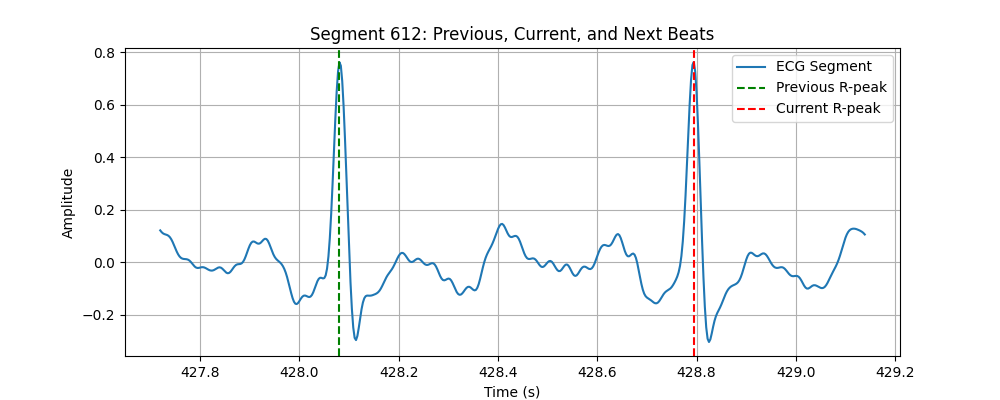 Segment 612: Previous, Current, and Next Beats
0.8
0.6
0.4
0.2
0.0
−0.2
Amplitude
ECG Segment
Previous R-peak
Current R-peak
427.8 428.0 428.2 428.4 428.6 428.8 429.0 429.2
Time (s)